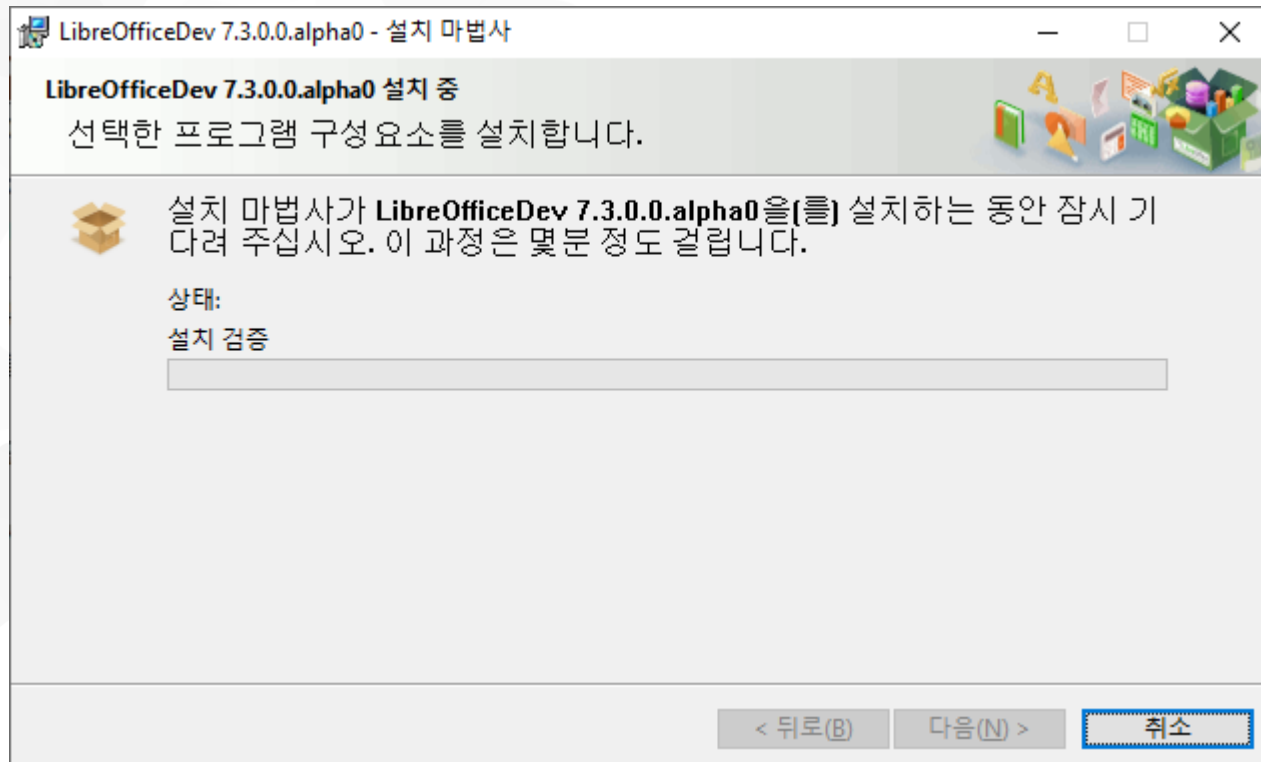 LibreOfficeDev 7.3.0.0.alpha0 - 설치 마법사
LibreOfficeDev 7.3.0.0.alpha0 설치 중
선택한 프로그램 구성요소를 설치합니다.
설치 마법사가 LibreOfficeDev 7.3.0.0.alpha0을(를) 설치하는 동안 잠시 기
다려 주십시오. 이 과정은 몇분 정도 걸립니다.
상태:
설치 검증
< 뒤로(B) 다음(N) > 취소